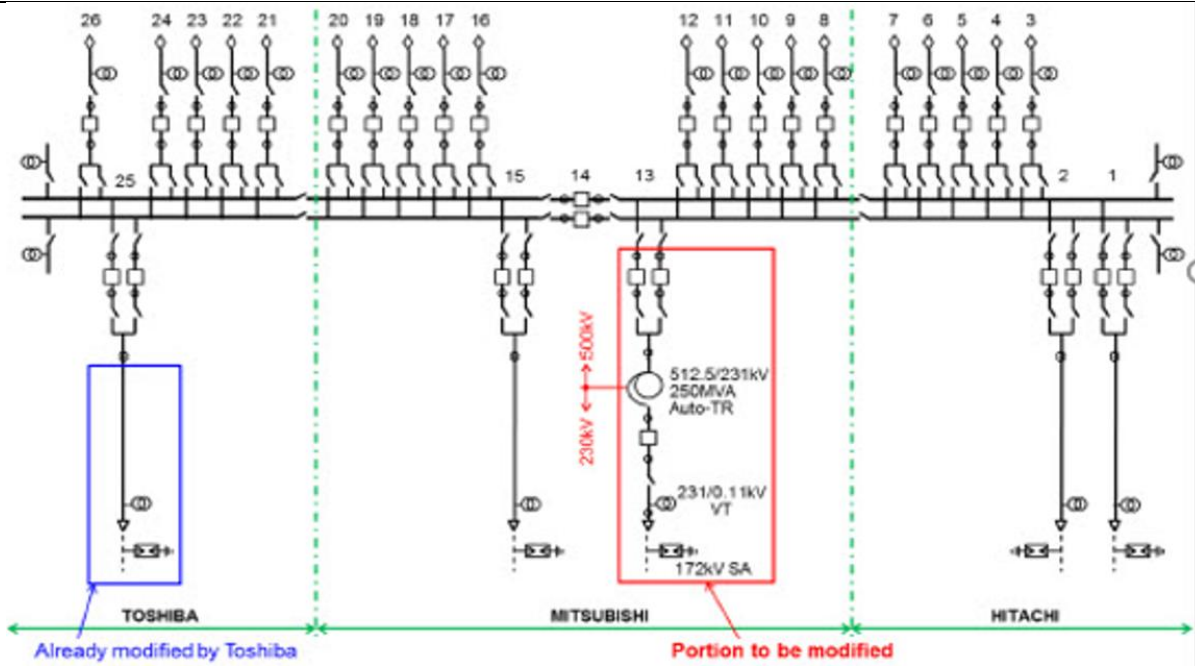 26 24 23 22 21 20 19 18 17 16 12 11 10 9 8 7 6 5 4 3
25 15 14 13 2 1
500kV
230kV
512.5/231kV
250MVA
Auto-TR
231/0.11kV
VT
172kV SA
TOSHIBA MITSUBISHI HITACHI
Already modified by Toshiba Portion to be modified